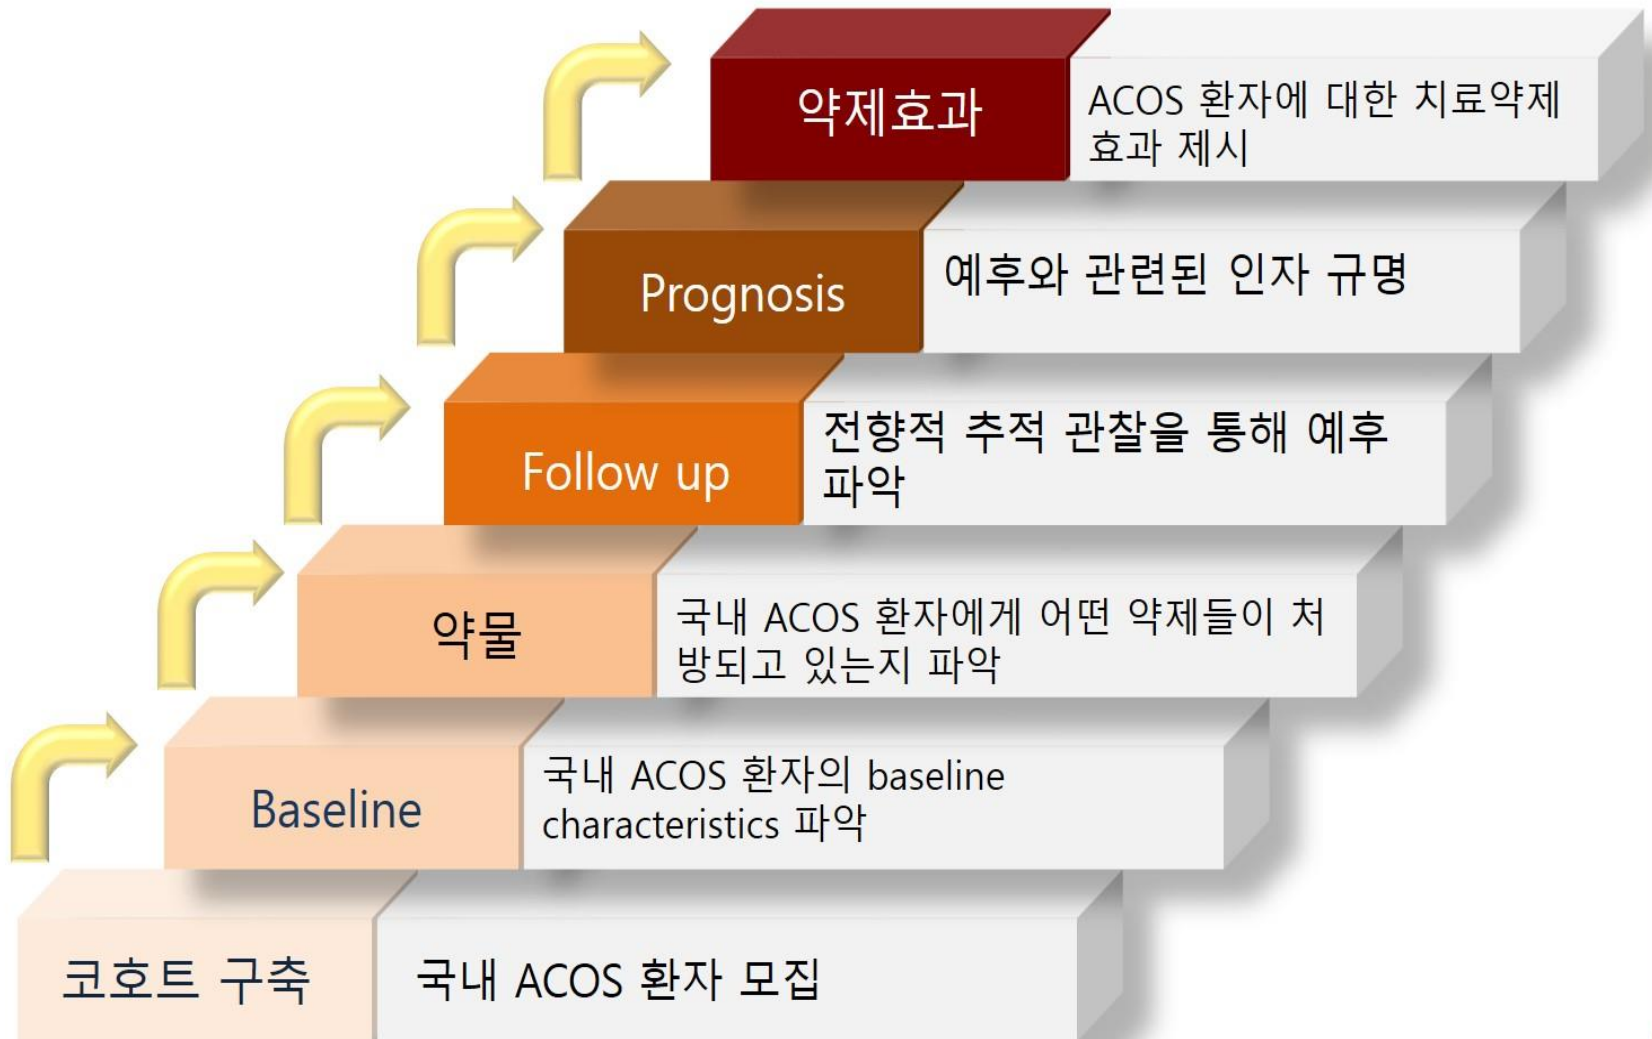 약제효과
ACOS 환자에 대한 치료약제
효과 제시
Prognosis
예후와 관련된 인자 규명
Follow up
전향적 추적 관찰을 통해 예후
파악
약물
국내 ACOS 환자에게 어떤 약제들이 처
방되고 있는지 파악
Baseline
국내 ACOS 환자의 baseline
characteristics 파악
코호트 구축
국내 ACOS 환자 모집